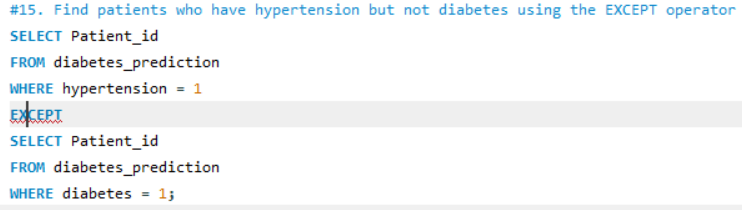 #15. Find patients who have hypertension but not diabetes using the EXCEPT operator
SELECT Patient_id
FROM diabetes_prediction
WHERE hypertension = 1
EXCEPT
SELECT Patient_id
FROM diabetes_prediction
WHERE diabetes = 1;